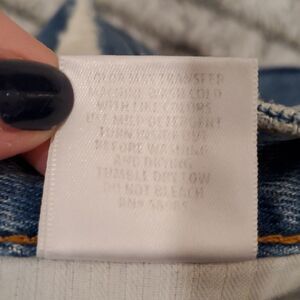 COLOR MAY TRANSFER
MACHINE WASH COLD
WITH LIKE COLORS
USE MILD DETERGENT
TURN INSIDE OUT
BEFORE WASHING
AND DRYING
TUMBLE DRY LOW
DO NOT BLEACH
RN#